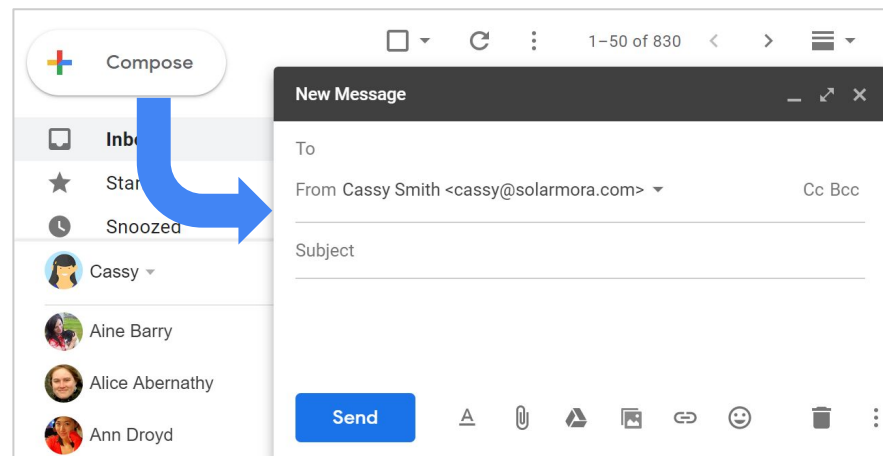 Compose
1–50 of 830
New Message
Inbo
To
Star
From Cassy Smith <cassy@solarmora.com>
Cc Bcc
Snoozed
Subject
Cassy
Aine Barry
Alice Abernathy
Send
Ann Droyd